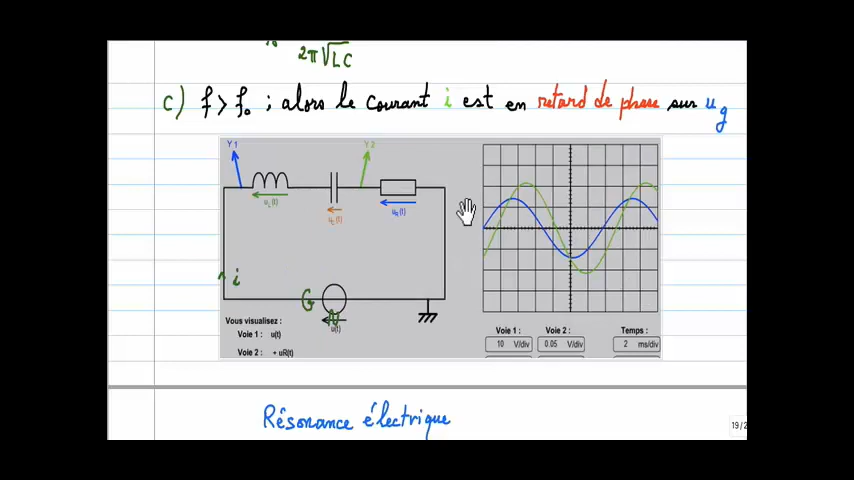 2π√LC
c) f > f₀ ; alors le courant i est en retard de phase sur ug
Y 1
Y 2
uL(t)
uC(t)
uR(t)
i
G
u(t)
Vous visualisez :
Voie 1 : u(t)
Voie 2 : + uR(t)
Voie 1 : Voie 2 : Temps :
10 V/div 0.05 V/div 2 ms/div
Résonance électrique
19/2